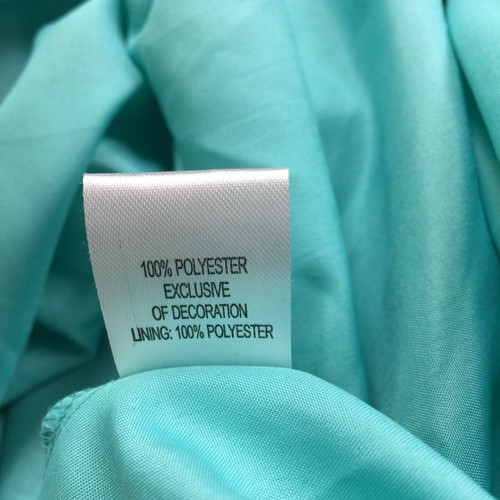 100% POLYESTER
EXCLUSIVE
OF DECORATION
LINING: 100% POLYESTER